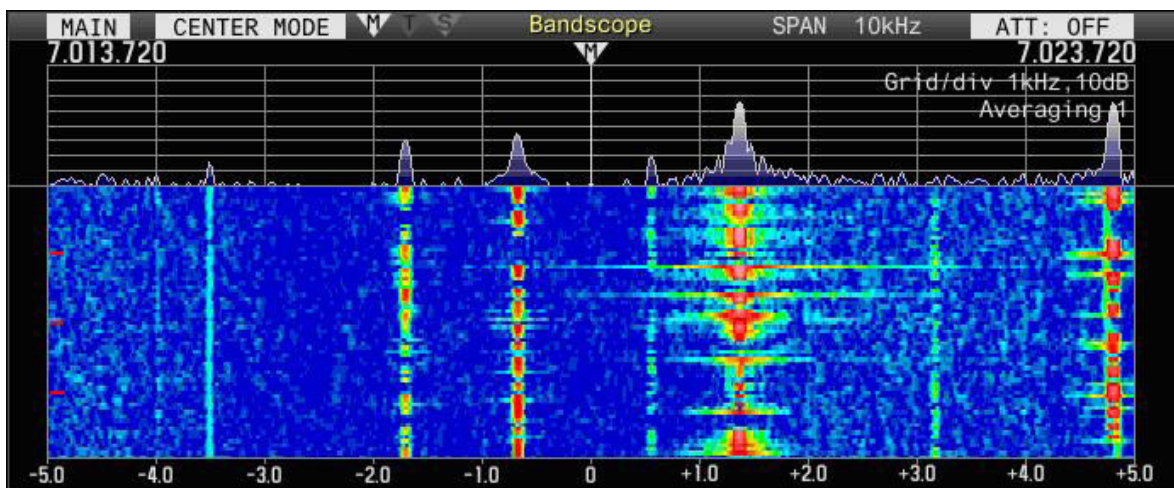 MAIN CENTER MODE M T S Bandscope SPAN 10kHz ATT: OFF
7.013.720 M 7.023.720
Grid/div 1kHz,10dB
Averaging 1
-5.0 -4.0 -3.0 -2.0 -1.0 0 +1.0 +2.0 +3.0 +4.0 +5.0